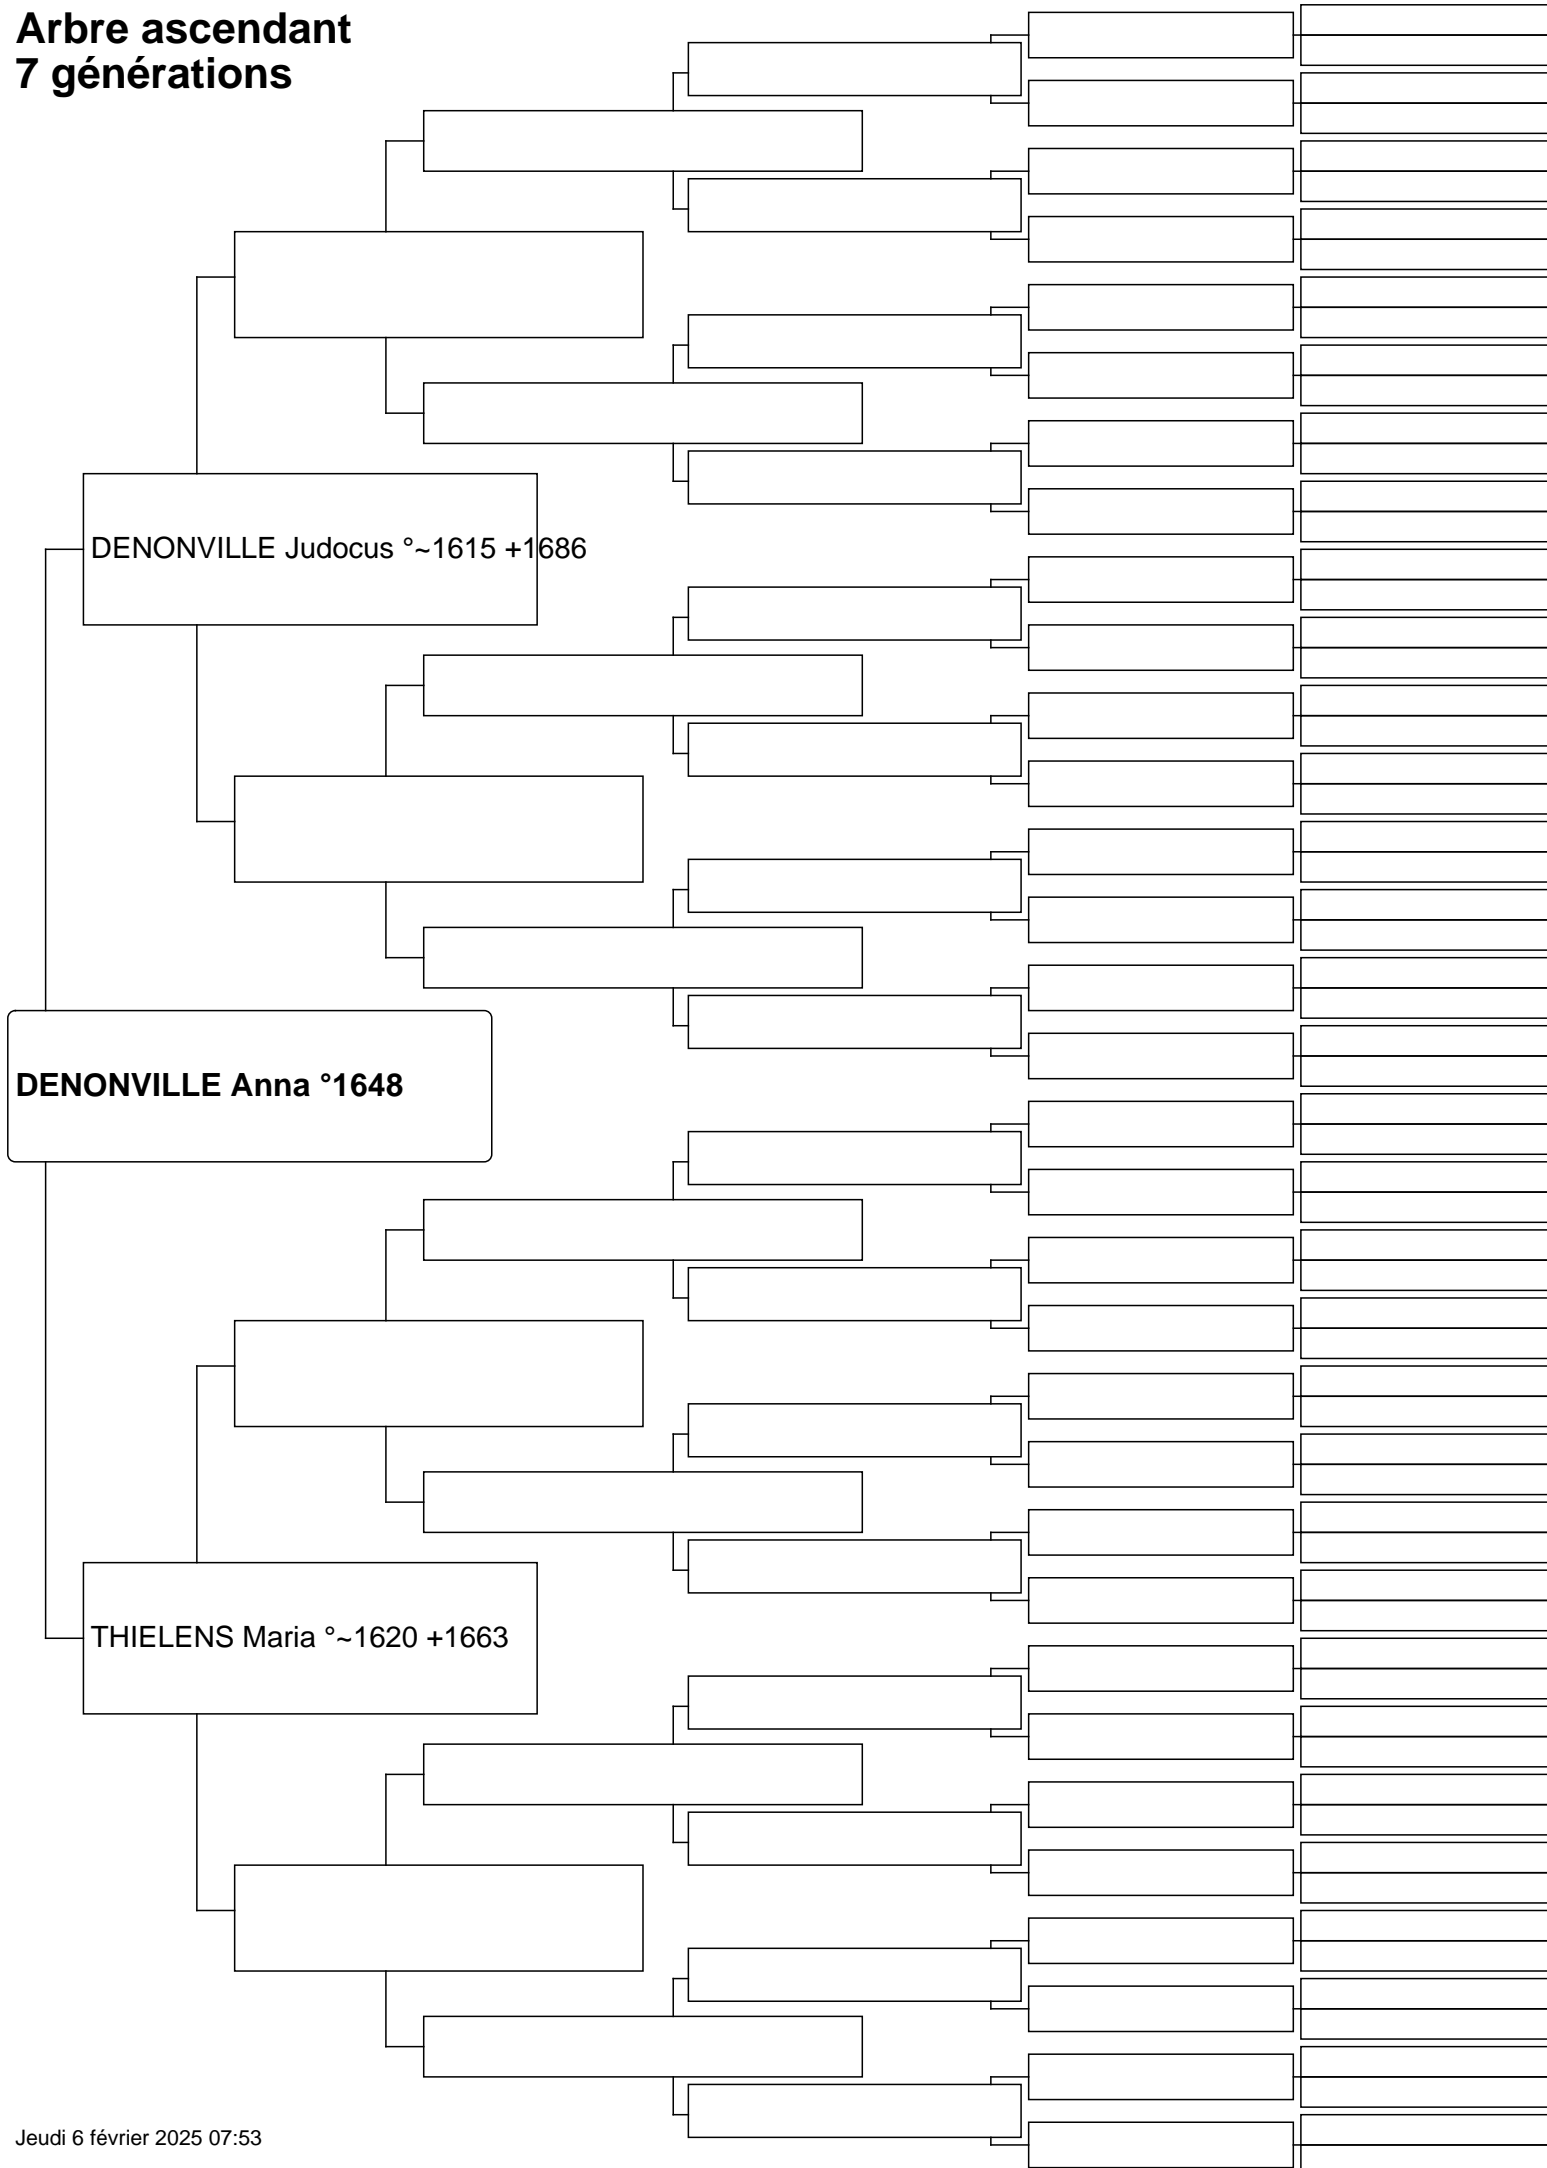 Arbre ascendant
7 générations
DENONVILLE Judocus °~1615 +1686
DENONVILLE Anna °1648
THIELENS Maria °~1620 +1663
Jeudi 6 février 2025 07:53